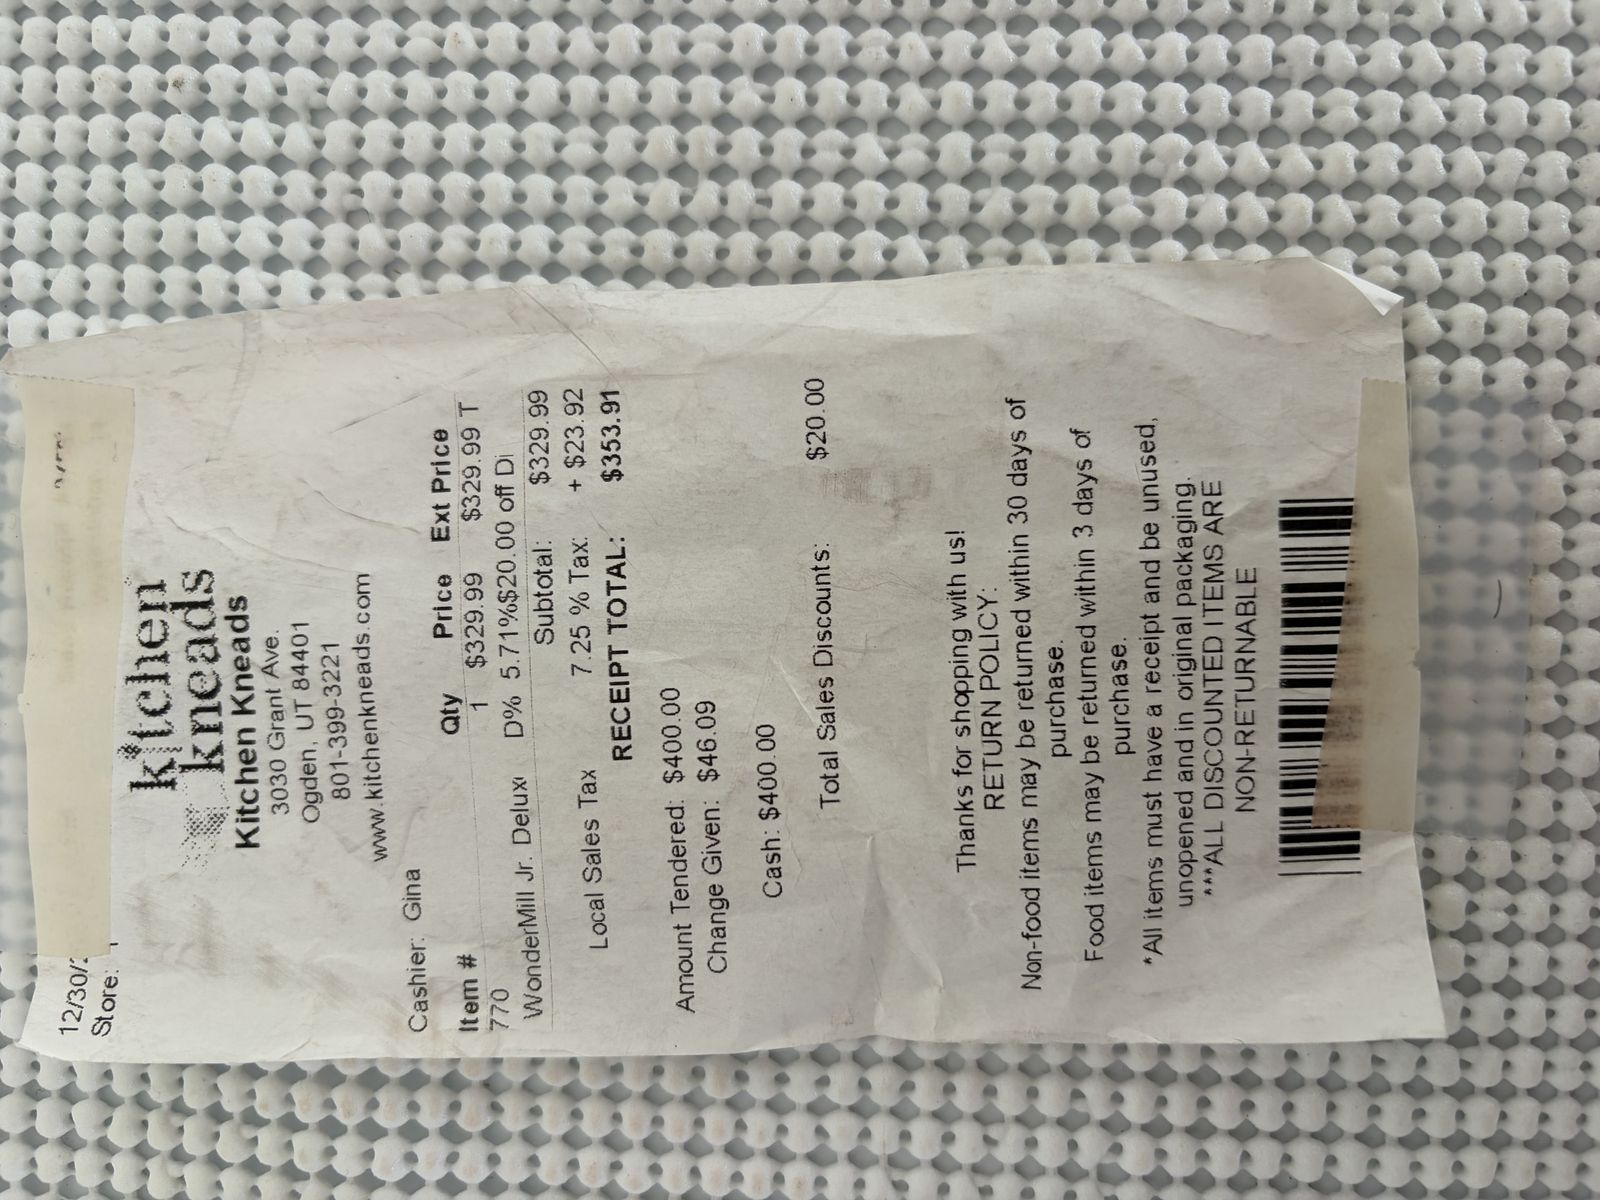 12/30/
Store:
kitchen
kneads
Kitchen Kneads
3030 Grant Ave.
Ogden, UT 84401
801-399-3221
www.kitchenkneads.com
Cashier: Gina
Item # Qty Price Ext Price
770 1 $329.99 $329.99 T
WonderMill Jr. Delux D% 5.71%$20.00 off Di
Subtotal: $329.99
Local Sales Tax 7.25 % Tax: + $23.92
RECEIPT TOTAL: $353.91
Amount Tendered: $400.00
Change Given: $46.09
Cash: $400.00
Total Sales Discounts: $20.00
Thanks for shopping with us!
RETURN POLICY:
Non-food items may be returned within 30 days of
purchase.
Food items may be returned within 3 days of
purchase.
*All items must have a receipt and be unused,
unopened and in original packaging.
***ALL DISCOUNTED ITEMS ARE
NON-RETURNABLE